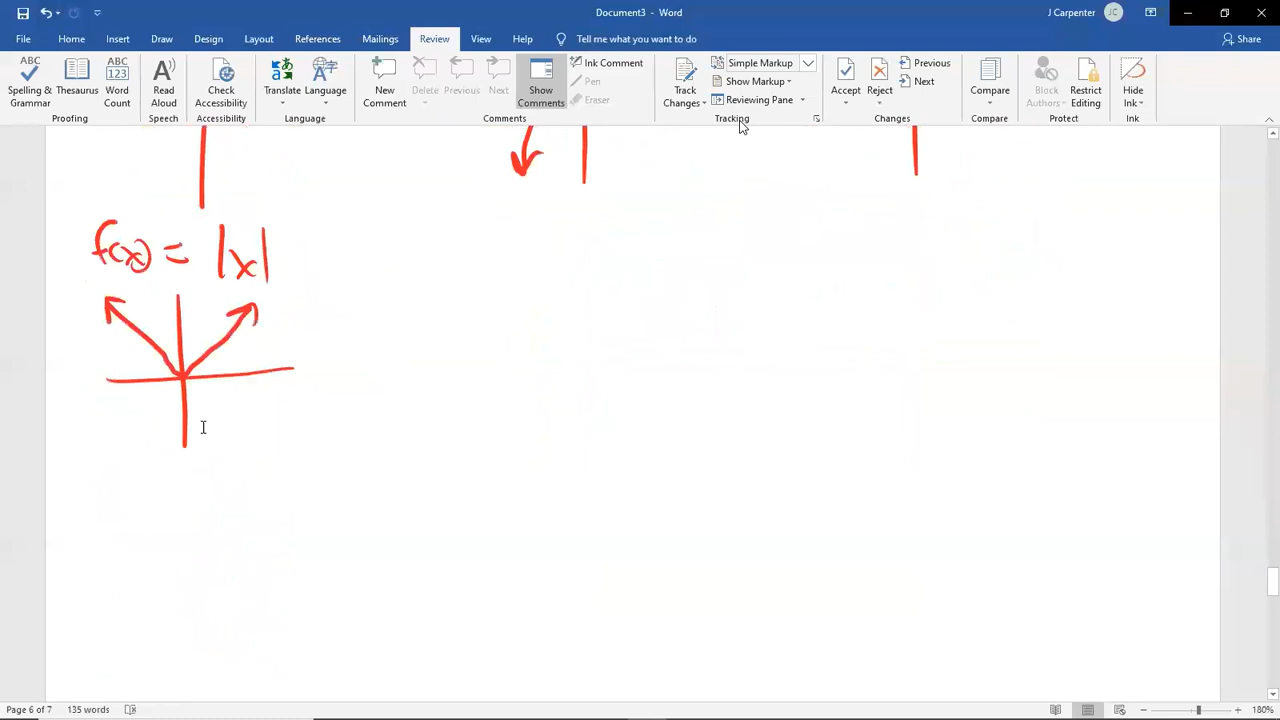 Document3 - Word
J Carpenter
JC
File Home Insert Draw Design Layout References Mailings Review View Help Tell me what you want to do Share
ABC Spelling & Grammar
Thesaurus
ABC 123 Word Count
Read Aloud
Check Accessibility
Translate
Language
New Comment
Delete
Previous
Next
Show Comments
Ink Comment
Pen
Eraser
Track Changes
Simple Markup
Show Markup
Reviewing Pane
Accept
Reject
Previous
Next
Compare
Block Authors
Restrict Editing
Hide Ink
Proofing Speech Accessibility Language Comments Tracking Changes Compare Protect Ink
f(x) = |x|
Page 6 of 7 135 words 180%